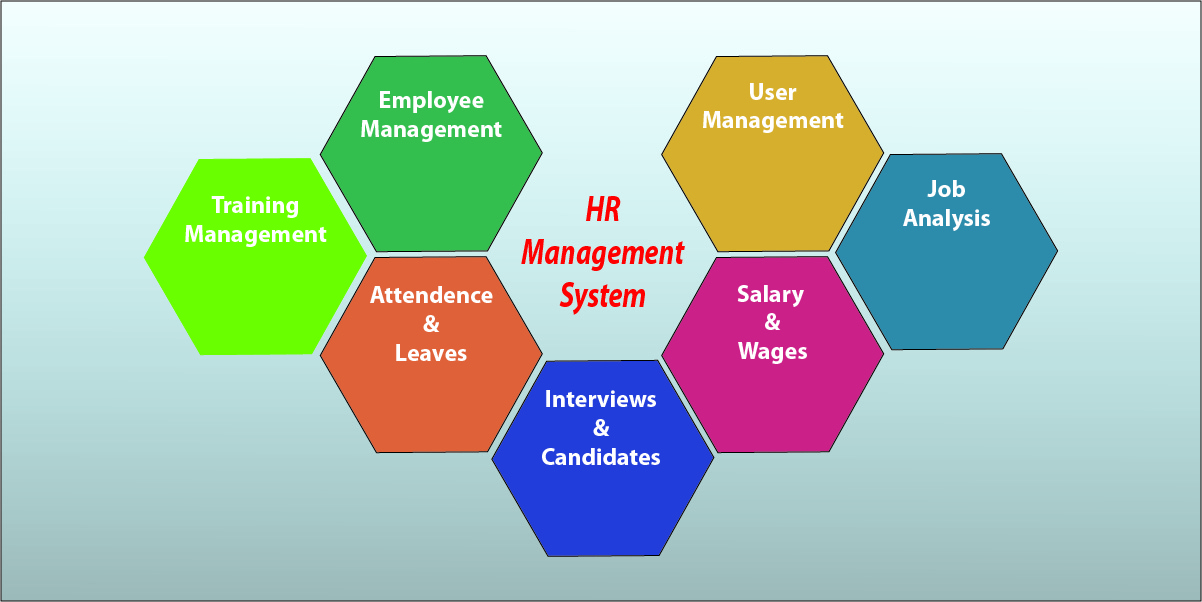 Employee
Management
User
Management
Training
Management
Job
Analysis
HR
Management
System
Attendence
&
Leaves
Salary
&
Wages
Interviews
&
Candidates